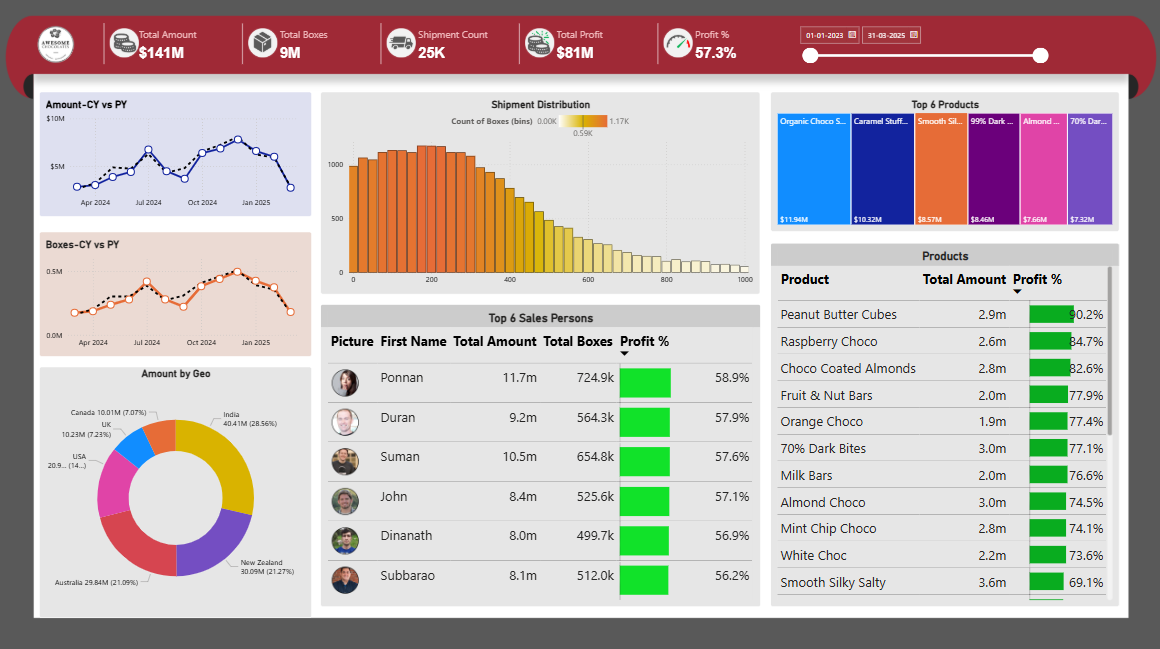 AWESOME
CHOCOLATES
Total Amount
$141M
Total Boxes
9M
Shipment Count
25K
Total Profit
$81M
Profit %
57.3%
01-01-2023
31-03-2025
Amount-CY vs PY
$10M
$5M
Apr 2024 Jul 2024 Oct 2024 Jan 2025
Boxes-CY vs PY
0.5M
0.0M
Apr 2024 Jul 2024 Oct 2024 Jan 2025
Amount by Geo
Canada 10.01M (7.07%)
UK
10.23M (7.23%)
USA
20.9... (14...)
India
40.41M (28.56%)
Australia 29.84M (21.09%)
New Zealand
30.09M (21.27%)
Shipment Distribution
Count of Boxes (bins) 0.00K 1.17K
0.59K
1000
500
0
0 200 400 600 800 1000
Top 6 Sales Persons
Picture First Name Total Amount Total Boxes Profit %
Ponnan 11.7m 724.9k 58.9%
Duran 9.2m 564.3k 57.9%
Suman 10.5m 654.8k 57.6%
John 8.4m 525.6k 57.1%
Dinanath 8.0m 499.7k 56.9%
Subbarao 8.1m 512.0k 56.2%
Top 6 Products
Organic Choco S... Caramel Stuff... Smooth Sil... 99% Dark ... Almond ... 70% Dar...
$11.94M $10.32M $8.57M $8.46M $7.66M $7.32M
Products
Product Total Amount Profit %
Peanut Butter Cubes 2.9m 90.2%
Raspberry Choco 2.6m 84.7%
Choco Coated Almonds 2.8m 82.6%
Fruit & Nut Bars 2.0m 77.9%
Orange Choco 1.9m 77.4%
70% Dark Bites 3.0m 77.1%
Milk Bars 2.0m 76.6%
Almond Choco 3.0m 74.5%
Mint Chip Choco 2.8m 74.1%
White Choc 2.2m 73.6%
Smooth Silky Salty 3.6m 69.1%